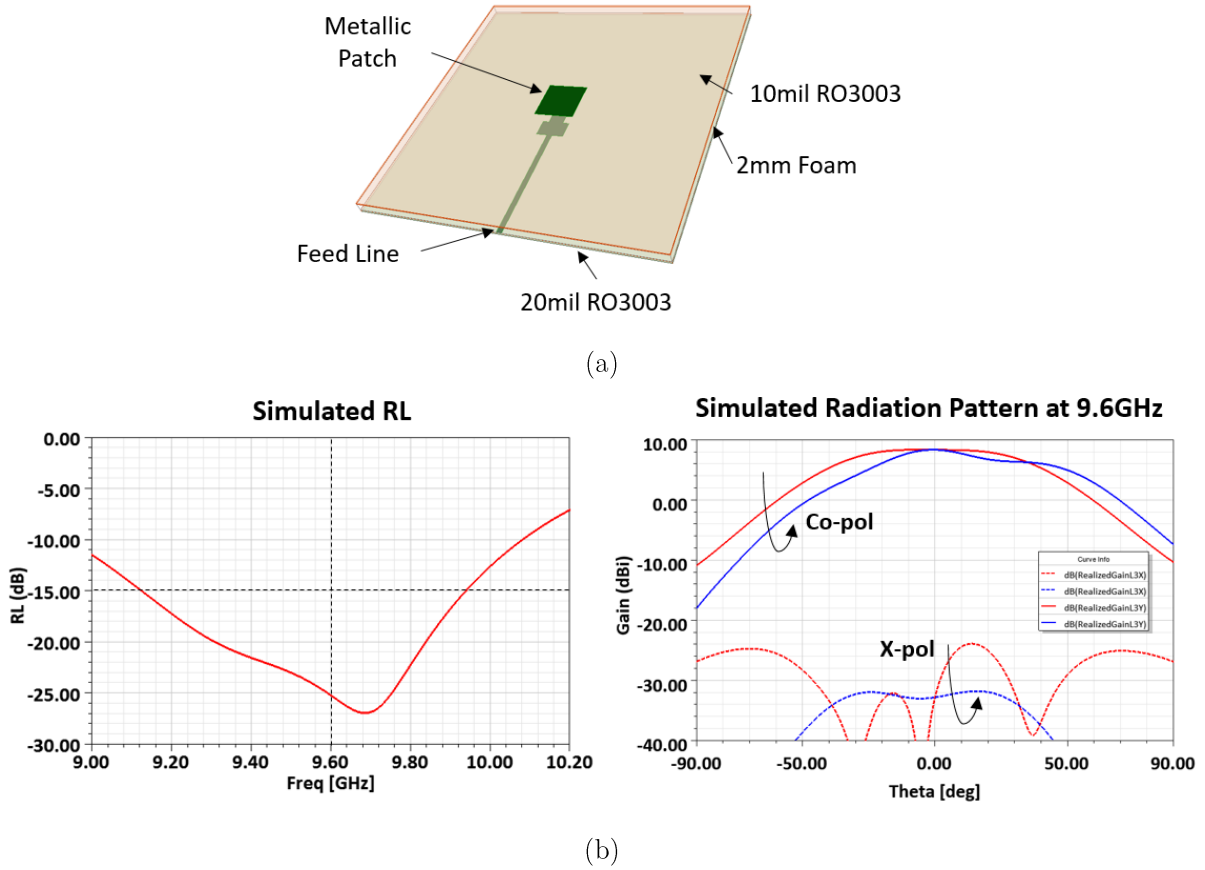 Metallic
Patch
10mil RO3003
2mm Foam
Feed Line
20mil RO3003
(a)
Simulated RL
0.00
-5.00
-10.00
-15.00
-20.00
-25.00
-30.00
RL (dB)
9.00
9.20
9.40
9.60
9.80
10.00
10.20
Freq [GHz]
Simulated Radiation Pattern at 9.6GHz
10.00
0.00
-10.00
-20.00
-30.00
-40.00
Gain (dBi)
Co-pol
X-pol
Curve Info
dB(RealizedGainL3X)
dB(RealizedGainL3X)
dB(RealizedGainL3Y)
dB(RealizedGainL3Y)
-90.00
-50.00
0.00
50.00
90.00
Theta [deg]
(b)